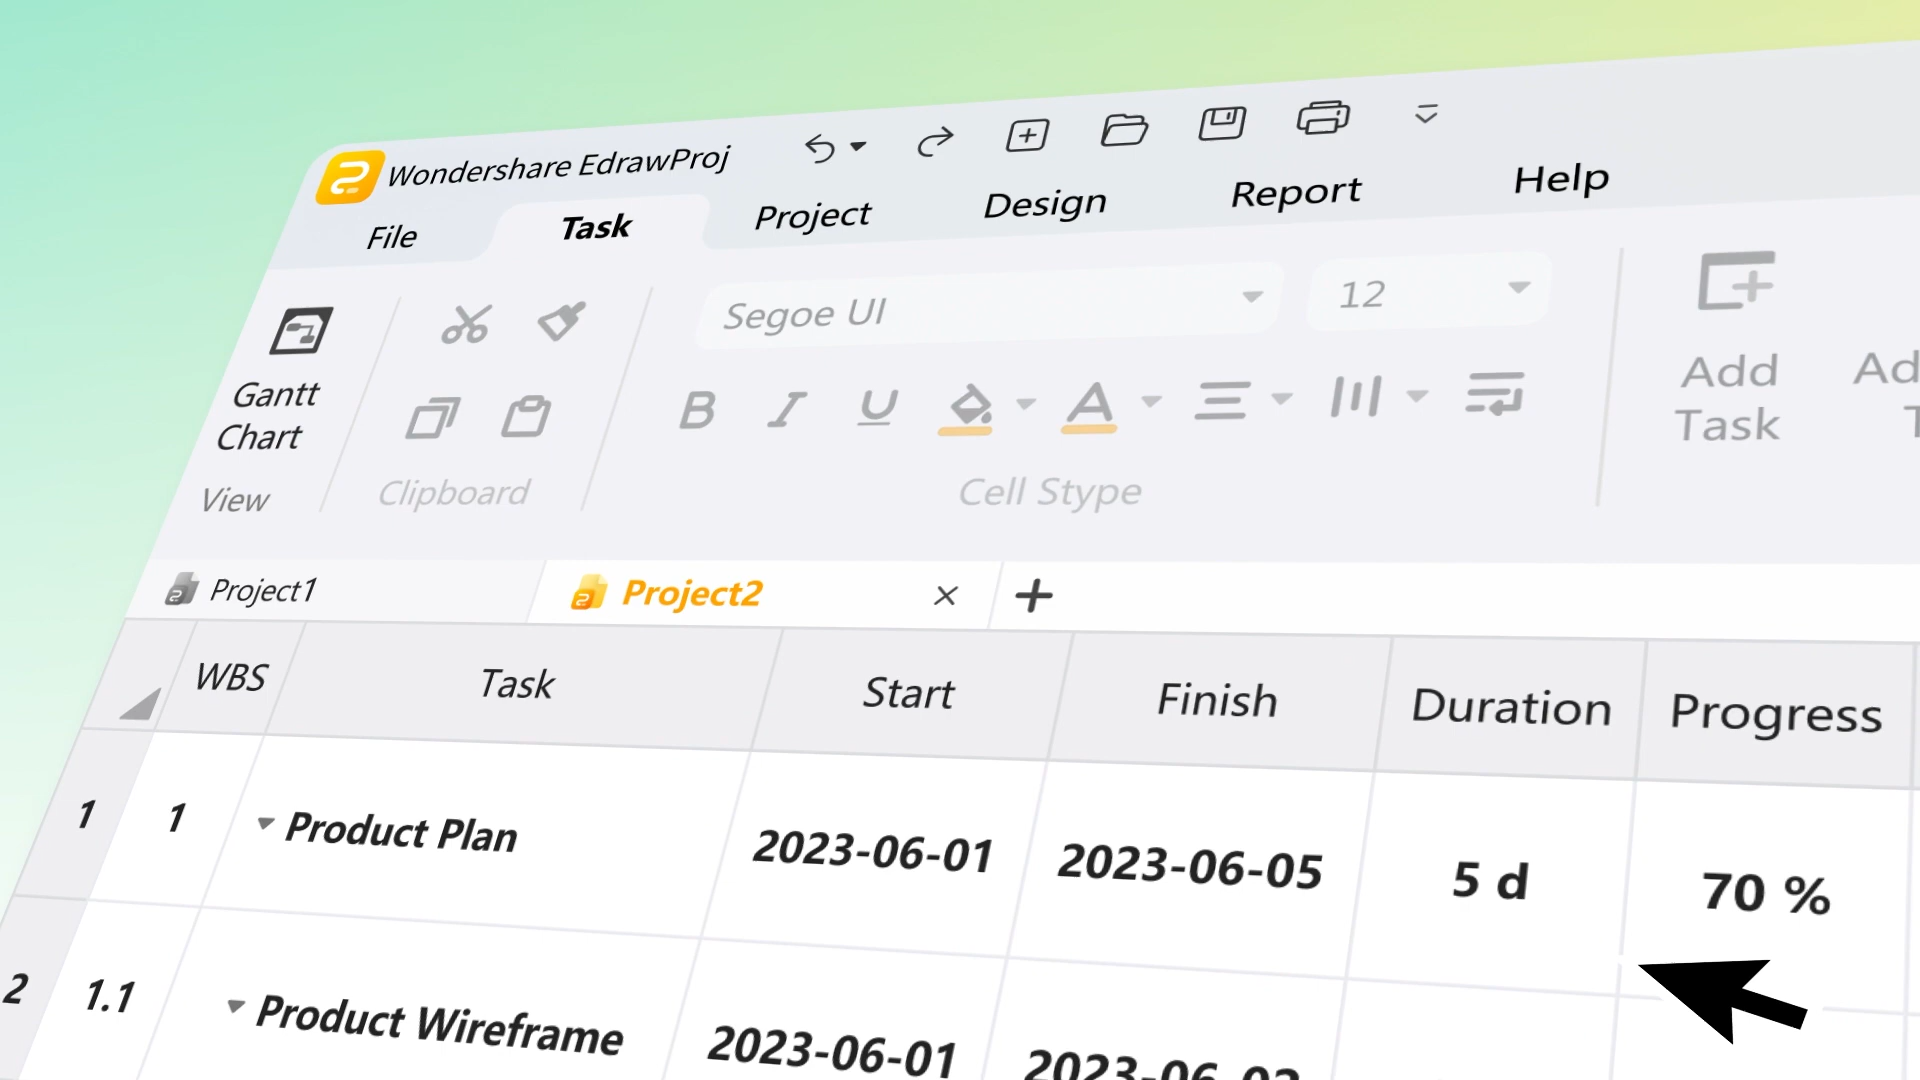 Wondershare EdrawProj
File Task Project Design Report Help
Segoe UI 12
Gantt
Chart
Add
Task
B I U A
View Clipboard Cell Stype
Project1 Project2
WBS Task Start Finish Duration Progress
1 1 Product Plan 2023-06-01 2023-06-05 5 d 70 %
2 1.1 Product Wireframe 2023-06-01